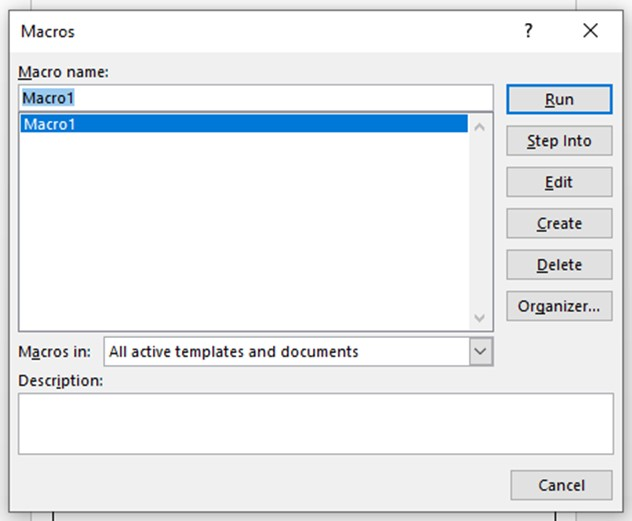 Macros ?
Macro name:
Macro1
Run
Macro1
Step Into
Edit
Create
Delete
Organizer...
Macros in: All active templates and documents
Description:
Cancel